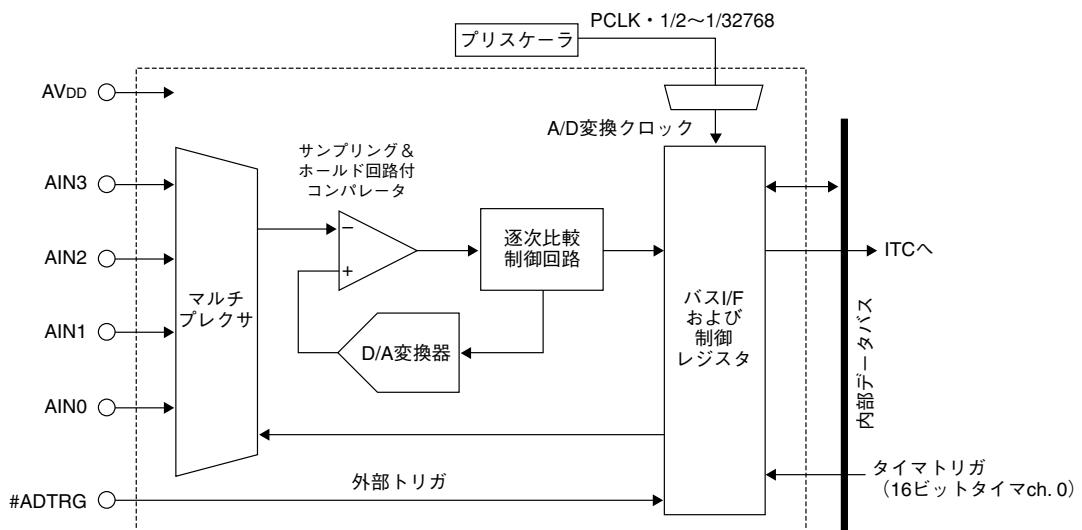 PCLK・1/2～1/32768
プリスケーラ
AVDD
A/D変換クロック
サンプリング＆
ホールド回路付
コンパレータ
AIN3
AIN2
AIN1
AIN0
#ADTRG
マルチ
プレクサ
−
+
逐次比較
制御回路
D/A変換器
バスI/F
および
制御
レジスタ
ITCへ
内部データバス
外部トリガ
タイマトリガ
（16ビットタイマch. 0）